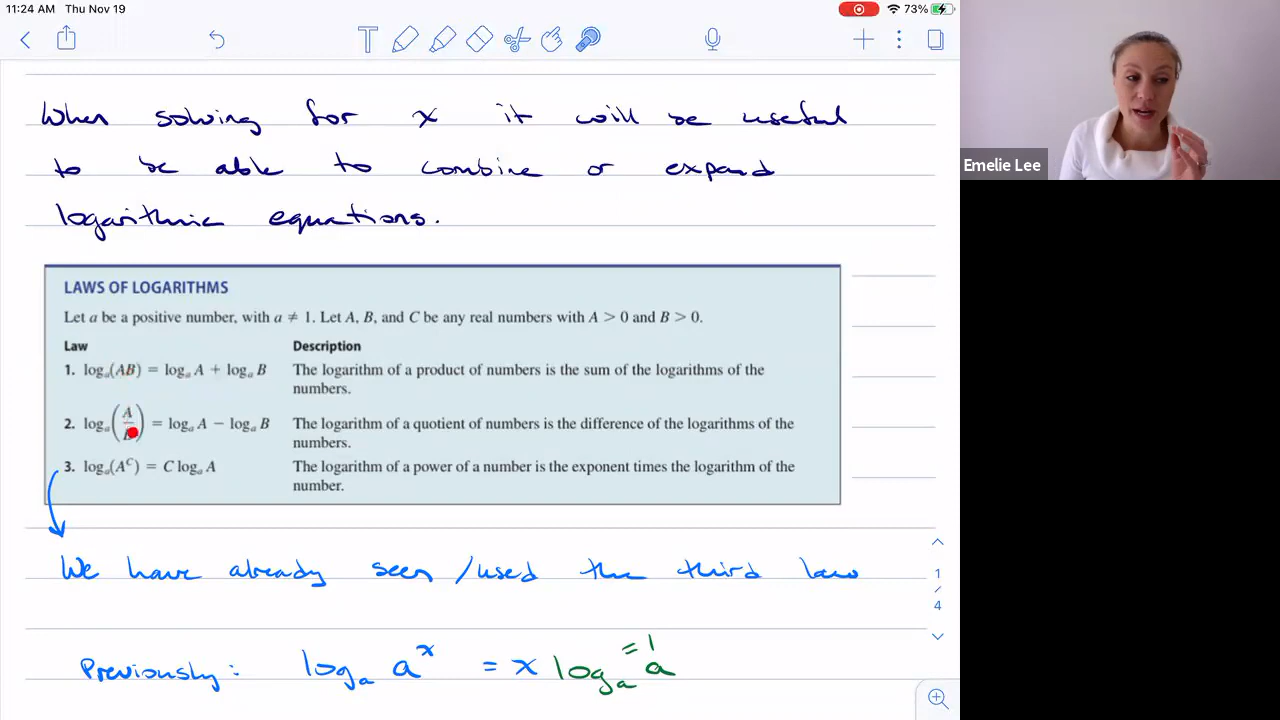 11:24 AM Thu Nov 19
73%
When solving for x it will be useful
to be able to combine or expand
logarithmic equations.
Emelie Lee
LAWS OF LOGARITHMS
Let a be a positive number, with a ≠ 1. Let A, B, and C be any real numbers with A > 0 and B > 0.
Law Description
1. logₐ(AB) = logₐ A + logₐ B The logarithm of a product of numbers is the sum of the logarithms of the
numbers.
2. logₐ(A/B) = logₐ A − logₐ B The logarithm of a quotient of numbers is the difference of the logarithms of the
numbers.
3. logₐ(Aᶜ) = C logₐ A The logarithm of a power of a number is the exponent times the logarithm of the
number.
We have already seen/used the third law
1
/
4
= 1
Previously: logₐ aˣ = x logₐ a